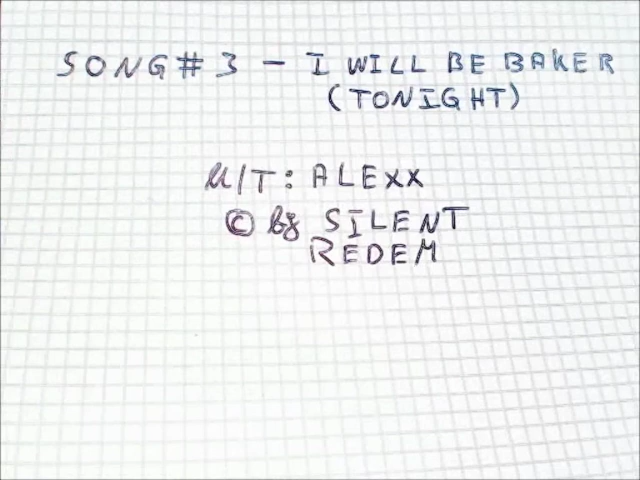 SONG # 3 - I WILL BE BAKER
(TONIGHT)
M/T: ALEXX
© by SILENT
REDEM